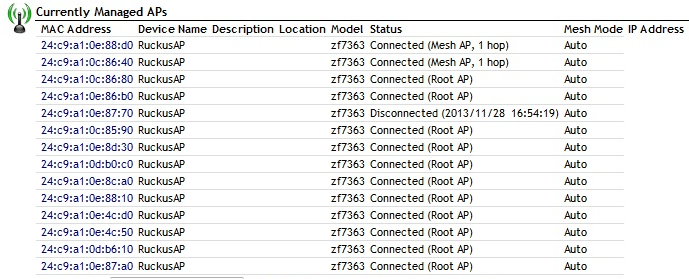 Currently Managed APs
MAC Address Device Name Description Location Model Status Mesh Mode IP Address
24:c9:a1:0e:88:d0 RuckusAP zf7363 Connected (Mesh AP, 1 hop) Auto
24:c9:a1:0c:86:40 RuckusAP zf7363 Connected (Mesh AP, 1 hop) Auto
24:c9:a1:0c:86:80 RuckusAP zf7363 Connected (Root AP) Auto
24:c9:a1:0e:86:b0 RuckusAP zf7363 Connected (Root AP) Auto
24:c9:a1:0e:87:70 RuckusAP zf7363 Disconnected (2013/11/28 16:54:19) Auto
24:c9:a1:0c:85:90 RuckusAP zf7363 Connected (Root AP) Auto
24:c9:a1:0e:8d:30 RuckusAP zf7363 Connected (Root AP) Auto
24:c9:a1:0d:b0:c0 RuckusAP zf7363 Connected (Root AP) Auto
24:c9:a1:0e:8c:a0 RuckusAP zf7363 Connected (Root AP) Auto
24:c9:a1:0e:88:10 RuckusAP zf7363 Connected (Root AP) Auto
24:c9:a1:0e:4c:d0 RuckusAP zf7363 Connected (Root AP) Auto
24:c9:a1:0e:4c:50 RuckusAP zf7363 Connected (Root AP) Auto
24:c9:a1:0d:b6:10 RuckusAP zf7363 Connected (Root AP) Auto
24:c9:a1:0e:87:a0 RuckusAP zf7363 Connected (Root AP) Auto